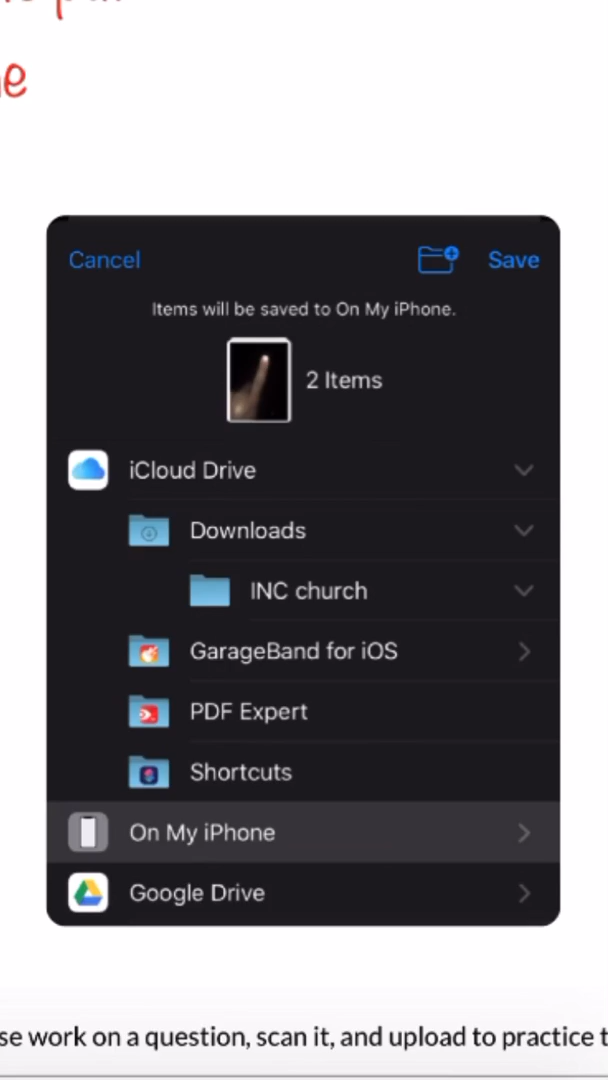 Cancel
Save
Items will be saved to On My iPhone.
2 Items
iCloud Drive
Downloads
INC church
GarageBand for iOS
PDF Expert
Shortcuts
On My iPhone
Google Drive
work on a question, scan it, and upload to practice